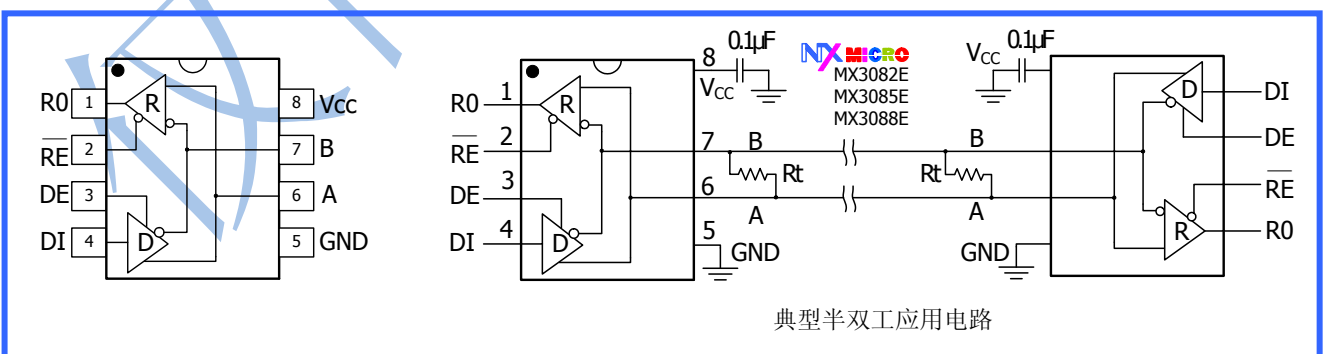 R0 1 R 8 Vcc
RE 2 7 B
DE 3 6 A
DI 4 D 5 GND
0.1µF
8
VCC
R0 1 R
RE 2
DE 3
DI 4 D
7 B
Rt
6
A
5
GND
NX MICRO
MX3082E
MX3085E
MX3088E
VCC 0.1µF
B
Rt
A
GND
D DI
DE
RE
R R0
典型半双工应用电路